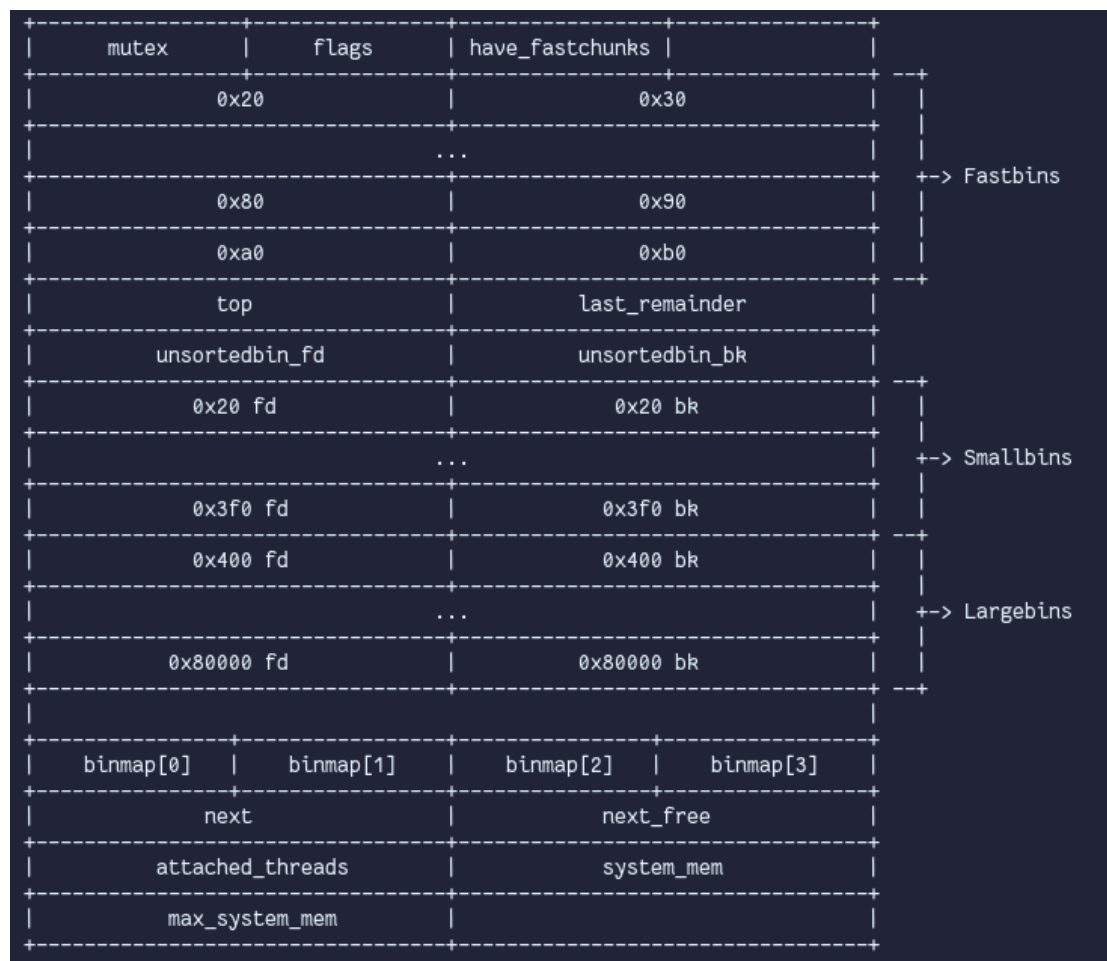 mutex | flags | have_fastchunks |
0x20 | 0x30
...
0x80 | 0x90 +-> Fastbins
0xa0 | 0xb0
top | last_remainder
unsortedbin_fd | unsortedbin_bk
0x20 fd | 0x20 bk
... +-> Smallbins
0x3f0 fd | 0x3f0 bk
0x400 fd | 0x400 bk
... +-> Largebins
0x80000 fd | 0x80000 bk
binmap[0] | binmap[1] | binmap[2] | binmap[3]
next | next_free
attached_threads | system_mem
max_system_mem |